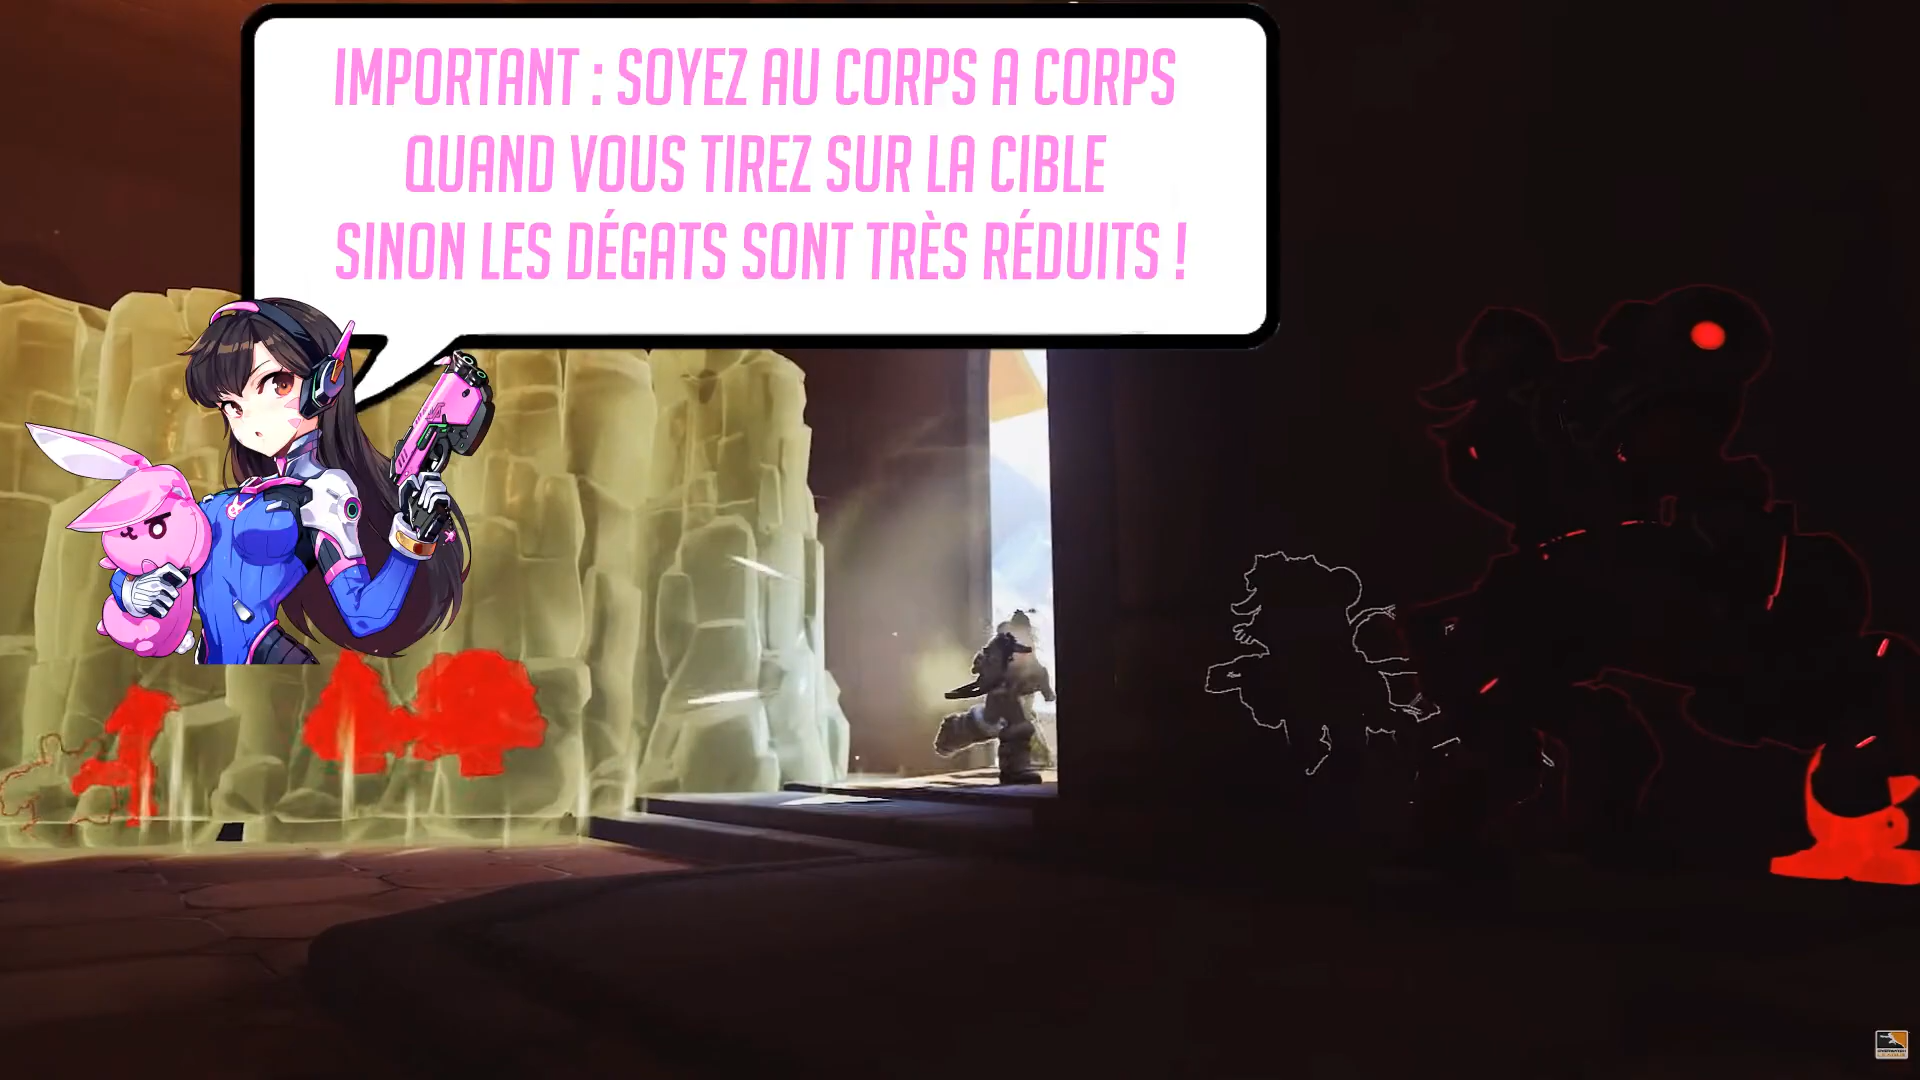 IMPORTANT : SOYEZ AU CORPS A CORPS
QUAND VOUS TIREZ SUR LA CIBLE
SINON LES DÉGATS SONT TRÈS RÉDUITS !